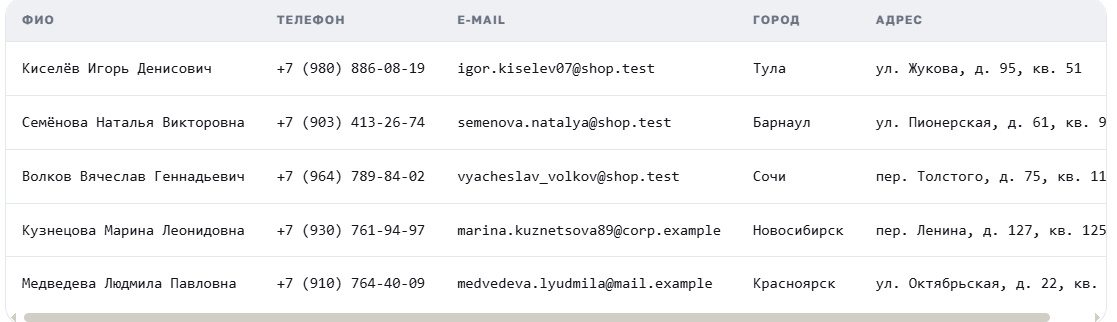 ФИО ТЕЛЕФОН E-MAIL ГОРОД АДРЕС
Киселёв Игорь Денисович +7 (980) 886-08-19 igor.kiselev07@shop.test Тула ул. Жукова, д. 95, кв. 51
Семёнова Наталья Викторовна +7 (903) 413-26-74 semenova.natalya@shop.test Барнаул ул. Пионерская, д. 61, кв. 9
Волков Вячеслав Геннадьевич +7 (964) 789-84-02 vyacheslav_volkov@shop.test Сочи пер. Толстого, д. 75, кв. 11
Кузнецова Марина Леонидовна +7 (930) 761-94-97 marina.kuznetsova89@corp.example Новосибирск пер. Ленина, д. 127, кв. 125
Медведева Людмила Павловна +7 (910) 764-40-09 medvedeva.lyudmila@mail.example Красноярск ул. Октябрьская, д. 22, кв.